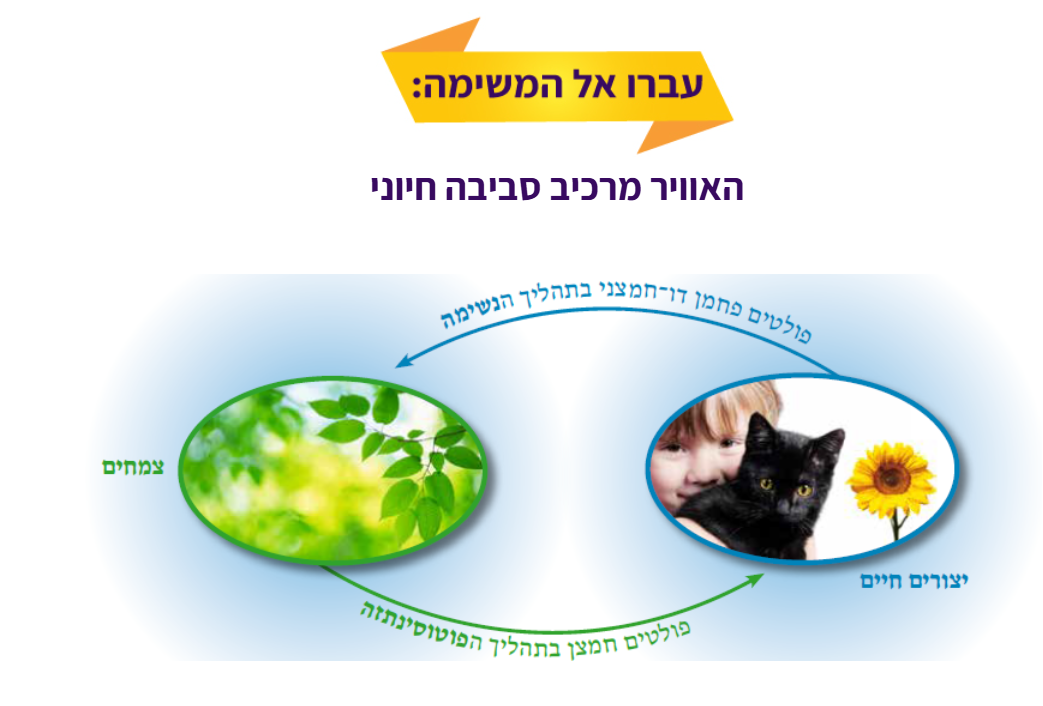 עברו אל המשימה:
האוויר מרכיב סביבה חיוני
פולטים פחמן דו־חמצני בתהליך הנשימה
צמחים
יצורים חיים
פולטים חמצן בתהליך הפוטוסינתזה